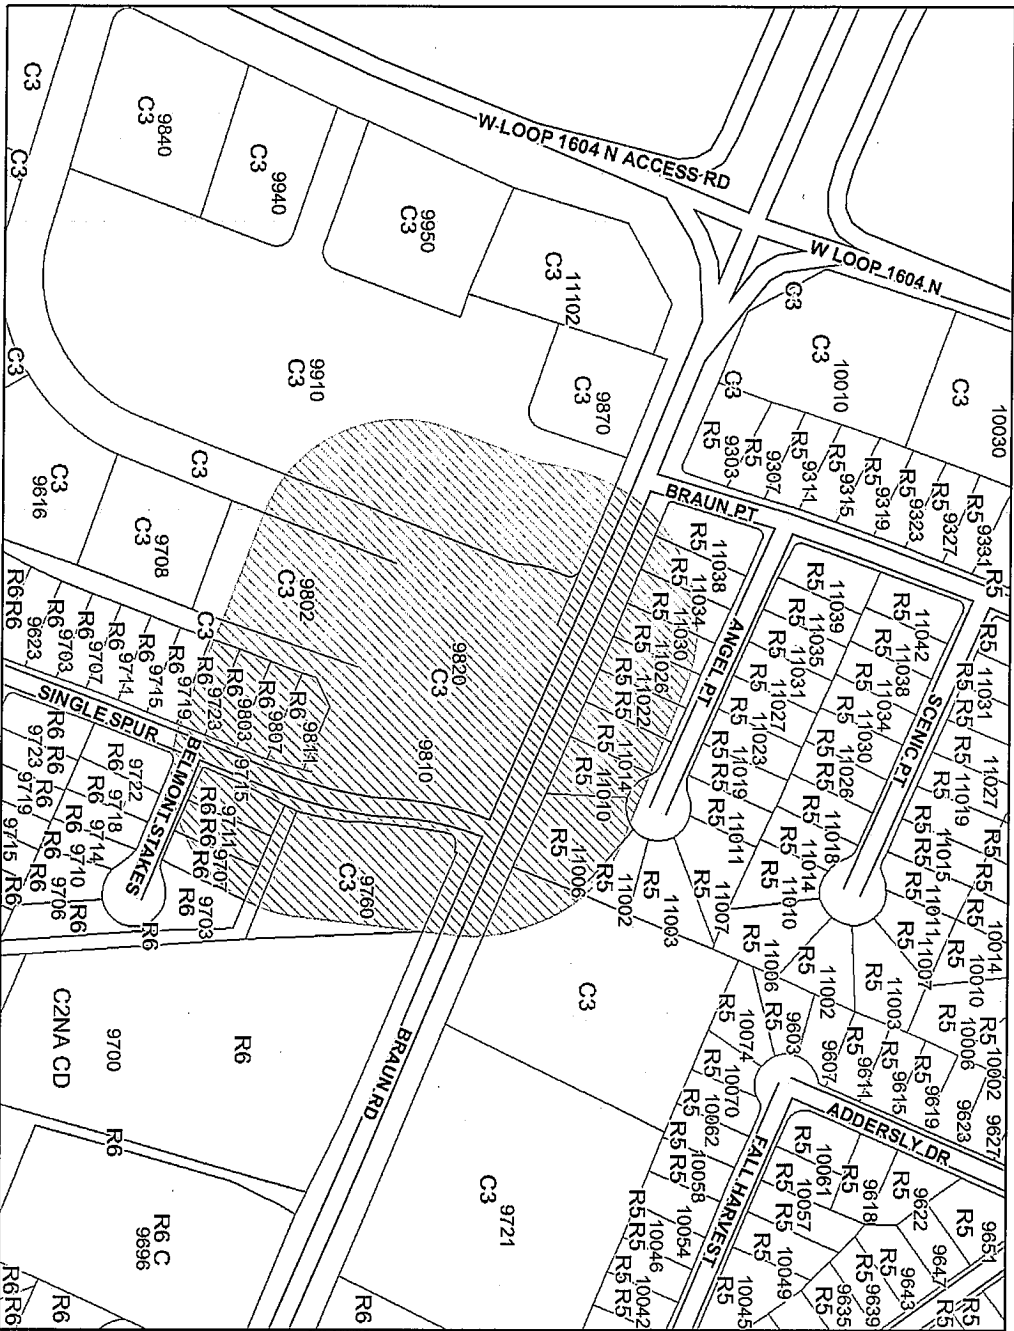 W LOOP 1604 N ACCESS RD
W LOOP 1604 N
BRAUN PT
ANGEL PT
SCENIC PT
ADDERSLY DR
FALL HARVEST
BRAUN RD
SINGLE SPUR
BELMONT STAKES
C3
C3
9840
C3
9940
C3
9950
C3
11102
C3
9870
C3
9910
C3
C3
10010
C3
10030
C3
C3
C3
C3
9616
C3
9708
C3
C3
9802
C3
9820
C3
9810
9760
C3
C3
9721
C3
R6
9700
C2NA CD
R6
R6 C
9696
R6
R6
R6
R6
9303
R5
9307
R5
9311
R5
9315
R5
9319
R5
9323
R5
9327
R5
9331
R5
R5
11038
R5
11034
R5
11030
R5
11026
R5
11022
R5
11014
R5
11010
R5
11006
R5
11002
R5
11003
R5
11007
R5
11039
R5
11035
R5
11031
R5
11027
R5
11023
R5
11019
R5
11011
R5
11042
R5
11038
R5
11034
R5
11030
R5
11026
R5
11018
R5
11014
R5
11010
R5
11006
R5
11002
R5
11003
R5
11007
R5
11031
R5
11027
R5
11019
R5
11015
R5
11011
R5
10014
R5
10010
R5
10006
R5
10002
R5
9603
R5
9607
R5
9611
R5
9615
R5
9619
R5
9623
9627
10074
R5
10070
R5
10062
R5
10058
R5
10054
R5
10046
R5
10042
R5
10061
R5
10057
R5
10049
R5
10045
9618
R5
9622
R5
9651
R5
9647
R5
9643
R5
9639
R5
9635
R5
9623
R6
9703
R6
9707
R6
9711
R6
9715
R6
9719
R6
9723
R6
9803
R6
9807
R6
9811
R6
9715
R6
9711
R6
9707
R6
9703
R6
R6
9722
R6
9718
R6
9714
R6
9710
R6
9706
R6
9723
R6
9719
R6
9715
R6